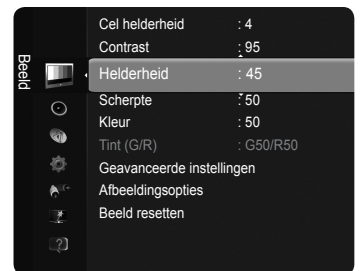 Beeld
Cel helderheid : 4
Contrast : 95
Helderheid : 45
Scherpte : 50
Kleur : 50
Tint (G/R) : G50/R50
Geavanceerde instellingen
Afbeeldingsopties
Beeld resetten